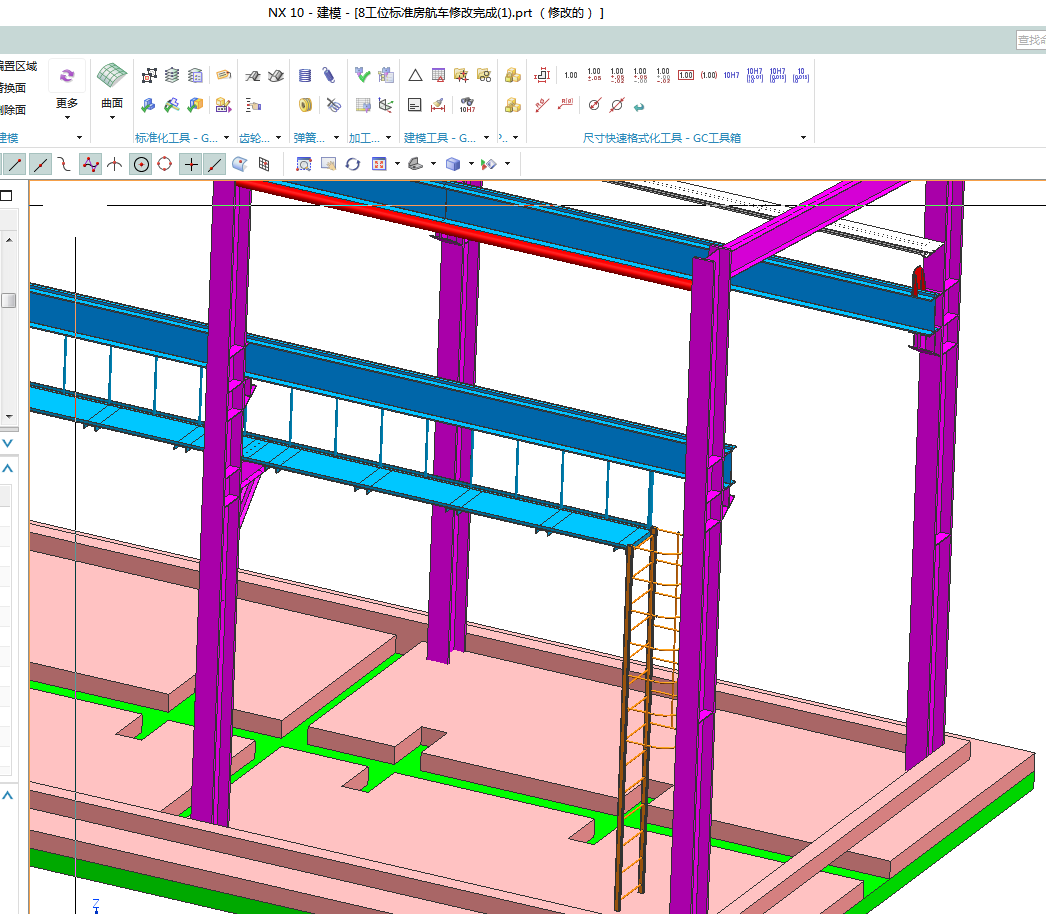 NX 10 - 建模 - [8工位标准房航车修改完成(1).prt （修改的） ]
查找命
偏置区域
替换面
删除面
更多
曲面
1.00
1.00
1.00
1.00
1.00
1.00
(1.00)
10H7
10H7
10H7
10
10H7
建模
标准化工具 - G...
齿轮...
弹簧...
加工...
建模工具 - G...
尺寸快速格式化工具 - GC工具箱
Z